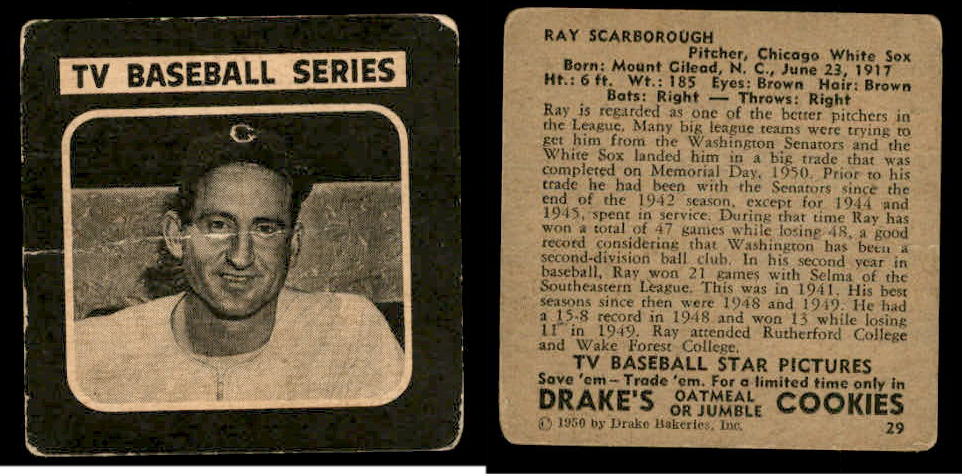 TV BASEBALL SERIES
C
RAY SCARBOROUGH
Pitcher, Chicago White Sox
Born: Mount Gilead, N. C., June 23, 1917
Ht.: 6 ft. Wt.: 185 Eyes: Brown Hair: Brown
Bats: Right — Throws: Right
Ray is regarded as one of the better pitchers in
the League. Many big league teams were trying to
get him from the Washington Senators and the
White Sox landed him in a big trade that was
completed on Memorial Day, 1950. Prior to his
trade he had been with the Senators since the
end of the 1942 season, except for 1944 and
1945, spent in service. During that time Ray has
won a total of 47 games while losing 48, a good
record considering that Washington has been a
second-division ball club. In his second year in
baseball, Ray won 21 games with Selma of the
Southeastern League. This was in 1941. His best
seasons since then were 1948 and 1949. He had
a 15-8 record in 1948 and won 13 while losing
11 in 1949. Ray attended Rutherford College
and Wake Forest College.
TV BASEBALL STAR PICTURES
Save 'em — Trade 'em. For a limited time only in
DRAKE'S OATMEAL OR JUMBLE COOKIES
© 1950 by Drake Bakeries, Inc.
29